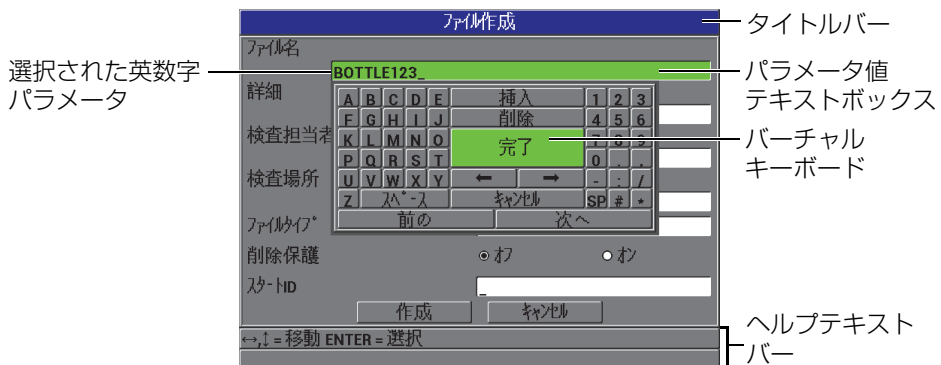 ファイル作成
タイトルバー
ファイル名
選択された英数字
パラメータ
BOTTLE123_
パラメータ値
テキストボックス
詳細
A B C D E 挿入 1 2 3
F G H I J 削除 4 5 6
検査担当者
K L M N O 完了 7 8 9
バーチャル
キーボード
P Q R S T 0 . ,
検査場所
U V W X Y ← → - : /
Z スペース キャンセル SP # *
ファイルタイプ
前の 次へ
削除保護 オフ オン
スタートID _
作成 キャンセル
↔,↕ = 移動 ENTER = 選択
ヘルプテキスト
バー